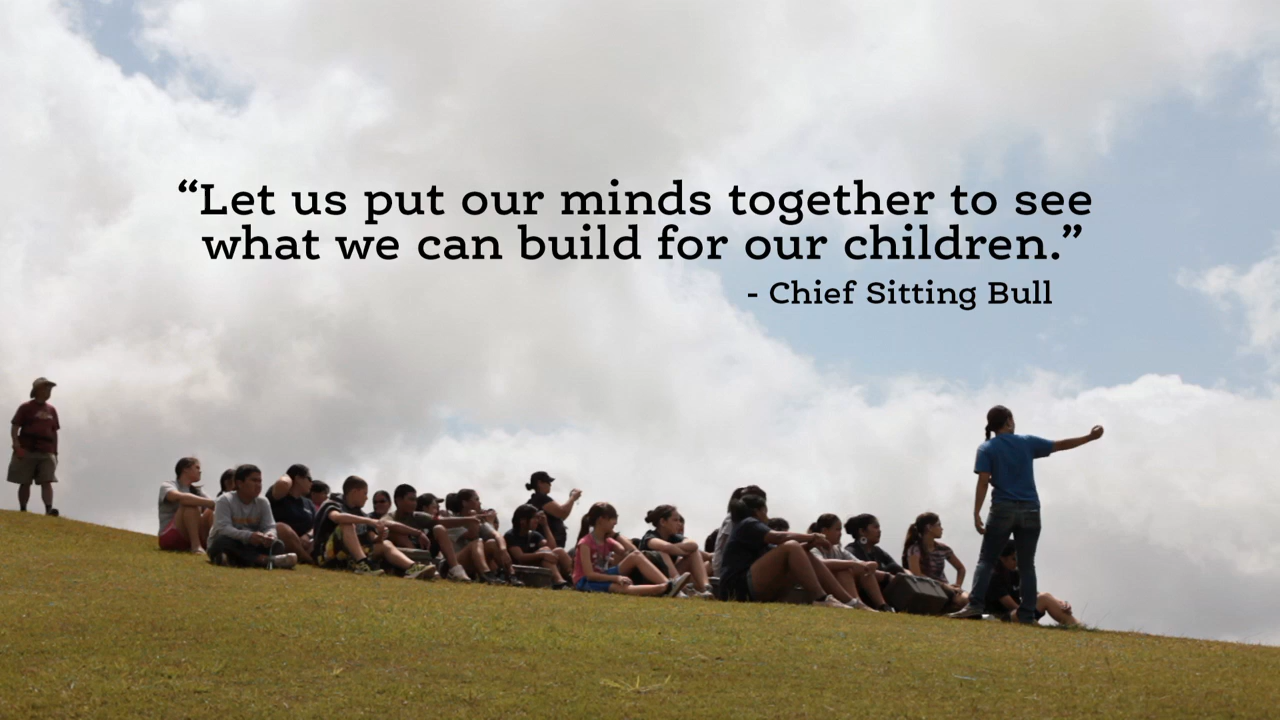 “Let us put our minds together to see
what we can build for our children.”
- Chief Sitting Bull